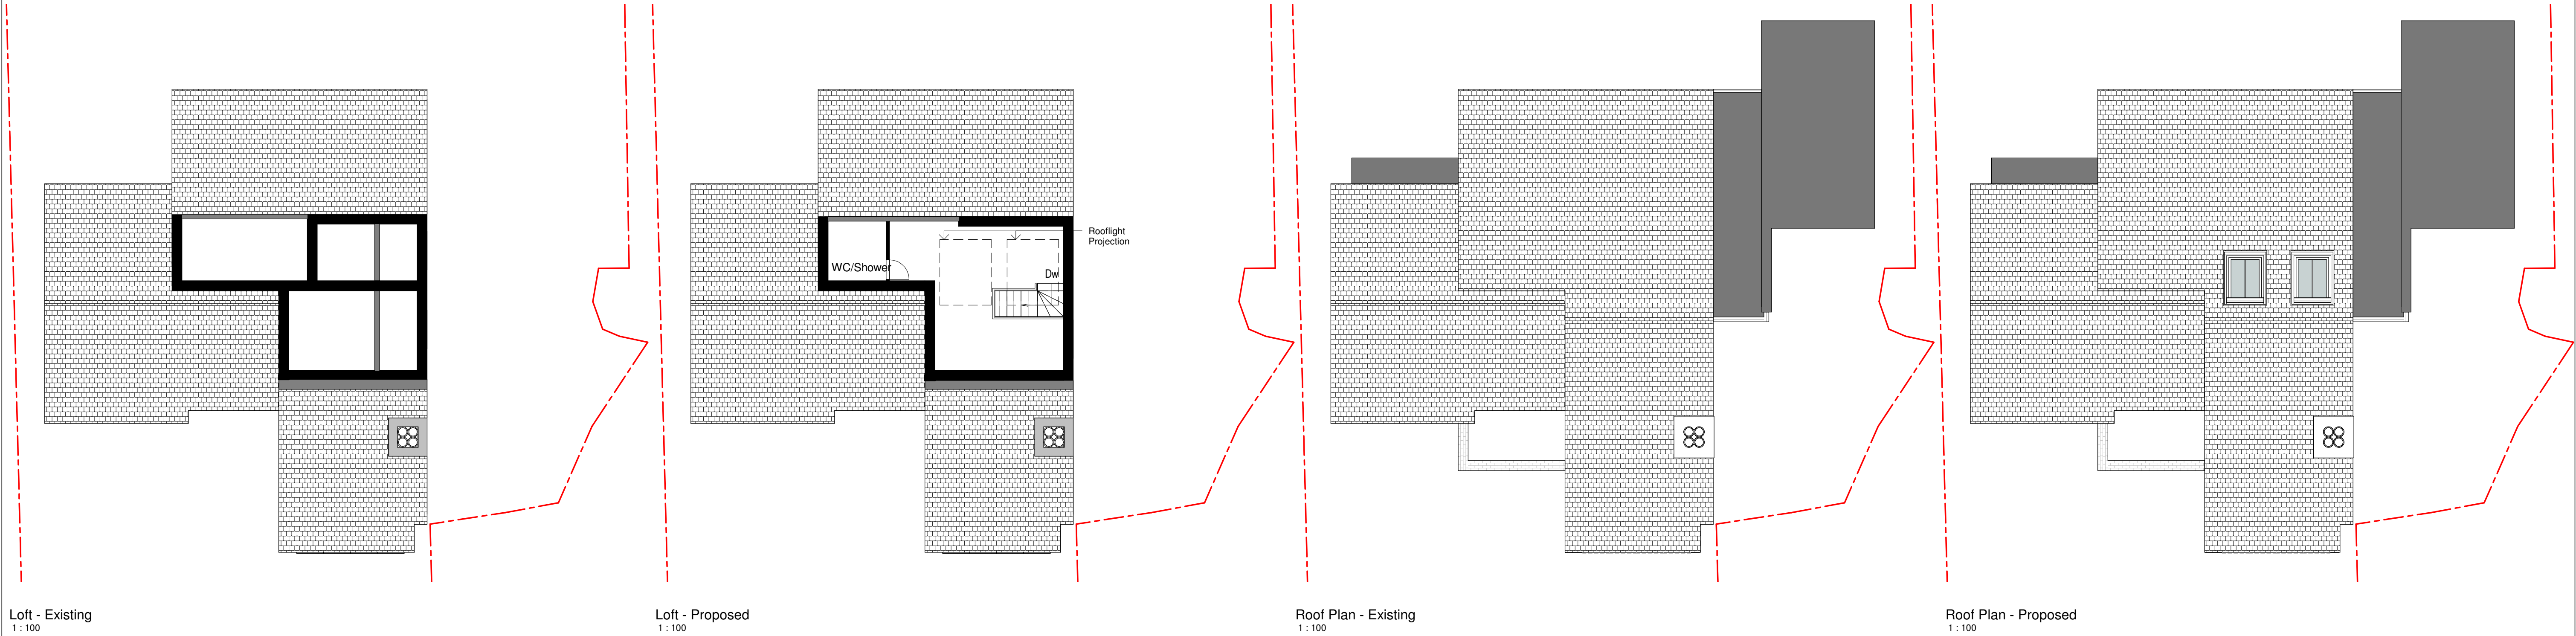 Rooflight
Projection
WC/Shower
Dw
Loft - Existing
1 : 100
Loft - Proposed
1 : 100
Roof Plan - Existing
1 : 100
Roof Plan - Proposed
1 : 100